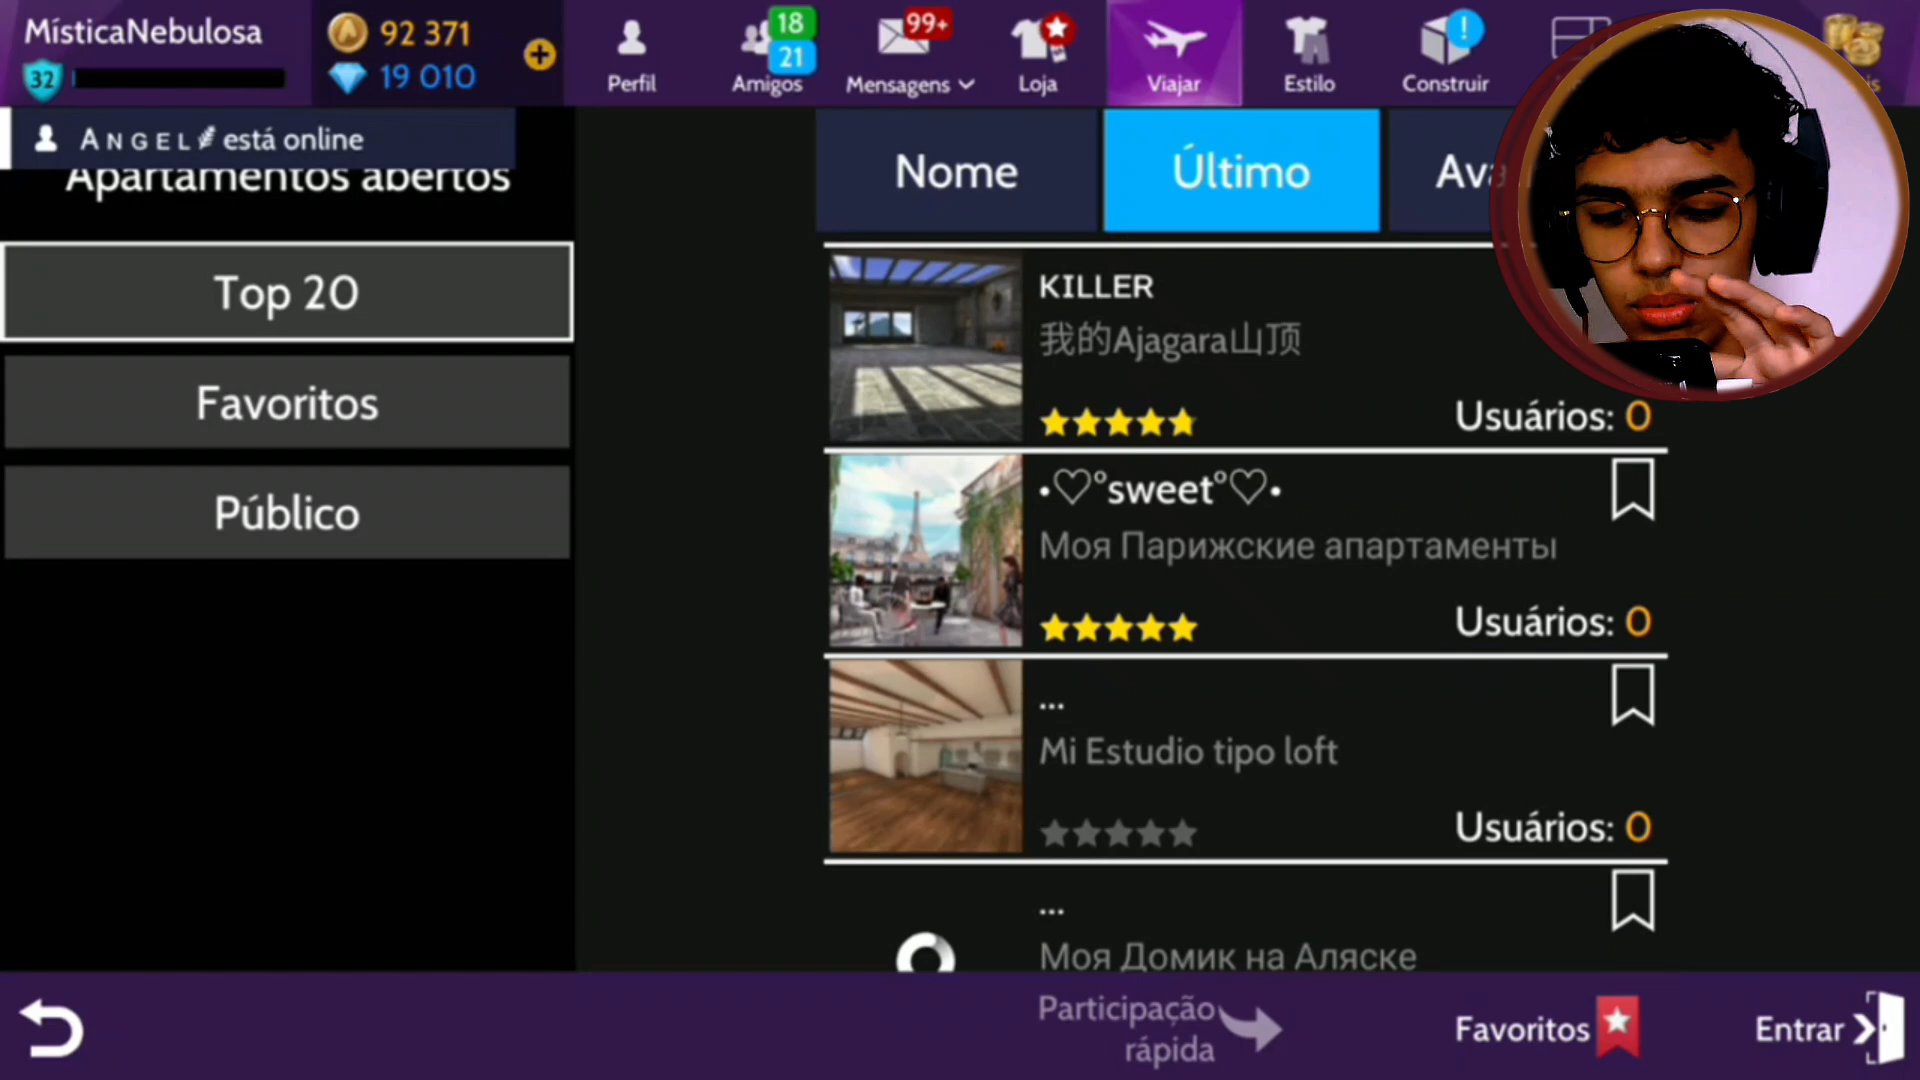 MísticaNebulosa
32
92 371
19 010
Perfil
18
21
Amigos
99+
Mensagens
Loja
Viajar
Estilo
!
Construir
A N G E L está online
Apartamentos abertos
Top 20
Favoritos
Público
Nome
Último
KILLER
我的Ajagara山顶
Usuários: 0
•♡°sweet°♡•
Моя Парижские апартаменты
Usuários: 0
...
Mi Estudio tipo loft
Usuários: 0
...
Моя Домик на Аляске
Participação
rápida
Favoritos
Entrar